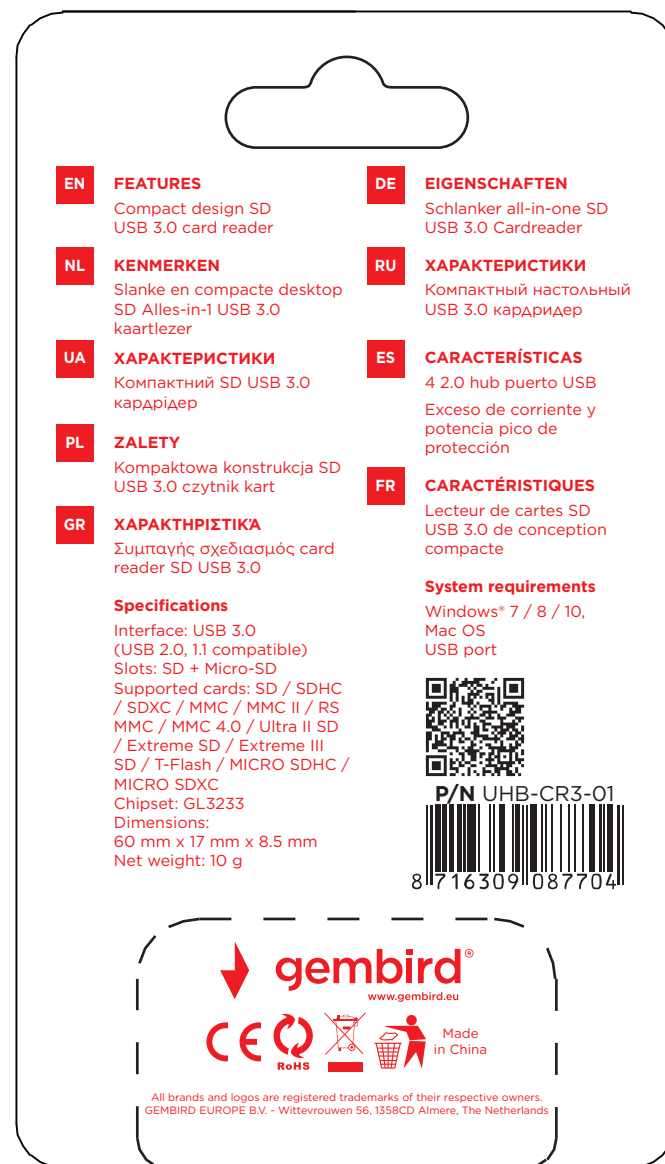 EN
FEATURES
Compact design SD
USB 3.0 card reader
NL
KENMERKEN
Slanke en compacte desktop
SD Alles-in-1 USB 3.0
kaartlezer
UA
ХАРАКТЕРИСТИКИ
Компактний SD USB 3.0
кардрідер
PL
ZALETY
Kompaktowa konstrukcja SD
USB 3.0 czytnik kart
GR
ΧΑΡΑΚΤΗΡΙΣΤΙΚΆ
Συμπαγής σχεδιασμός card
reader SD USB 3.0
Specifications
Interface: USB 3.0
(USB 2.0, 1.1 compatible)
Slots: SD + Micro-SD
Supported cards: SD / SDHC
/ SDXC / MMC / MMC II / RS
MMC / MMC 4.0 / Ultra II SD
/ Extreme SD / Extreme III
SD / T-Flash / MICRO SDHC /
MICRO SDXC
Chipset: GL3233
Dimensions:
60 mm x 17 mm x 8.5 mm
Net weight: 10 g
DE
EIGENSCHAFTEN
Schlanker all-in-one SD
USB 3.0 Cardreader
RU
ХАРАКТЕРИСТИКИ
Компактный настольный
USB 3.0 кардридер
ES
CARACTERÍSTICAS
4 2.0 hub puerto USB
Exceso de corriente y
potencia pico de
protección
FR
CARACTÉRISTIQUES
Lecteur de cartes SD
USB 3.0 de conception
compacte
System requirements
Windows® 7 / 8 / 10,
Mac OS
USB port
P/N UHB-CR3-01
8 716309 087704
gembird®
www.gembird.eu
CE
RoHS
Made
in China
All brands and logos are registered trademarks of their respective owners.
GEMBIRD EUROPE B.V. - Wittevrouwen 56, 1358CD Almere, The Netherlands